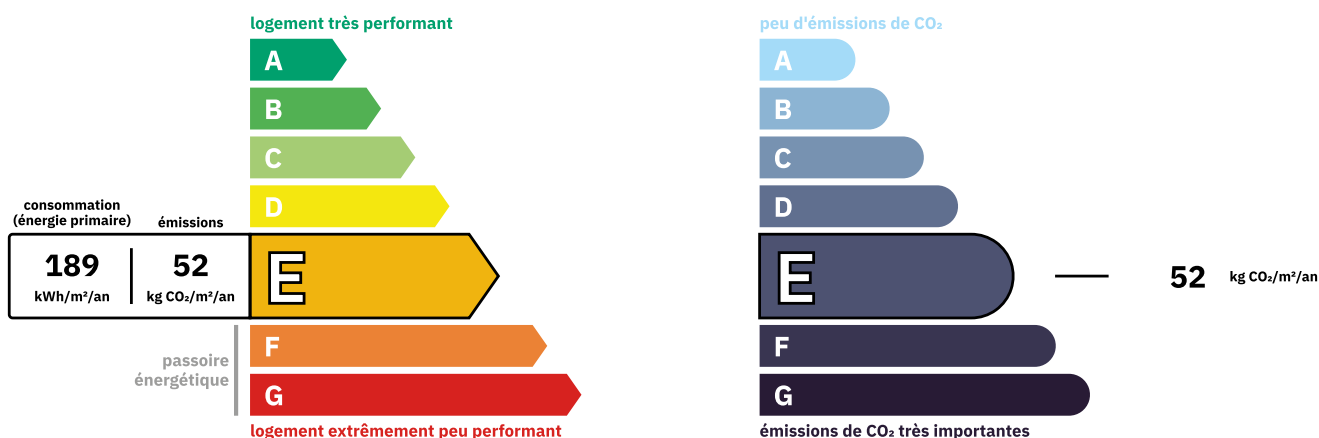 logement très performant
A
B
C
D
consommation
(énergie primaire)
émissions
189
kWh/m²/an
52
kg CO₂/m²/an
E
passoire
énergétique
F
G
logement extrêmement peu performant
peu d'émissions de CO₂
A
B
C
D
E
52
kg CO₂/m²/an
F
G
émissions de CO₂ très importantes